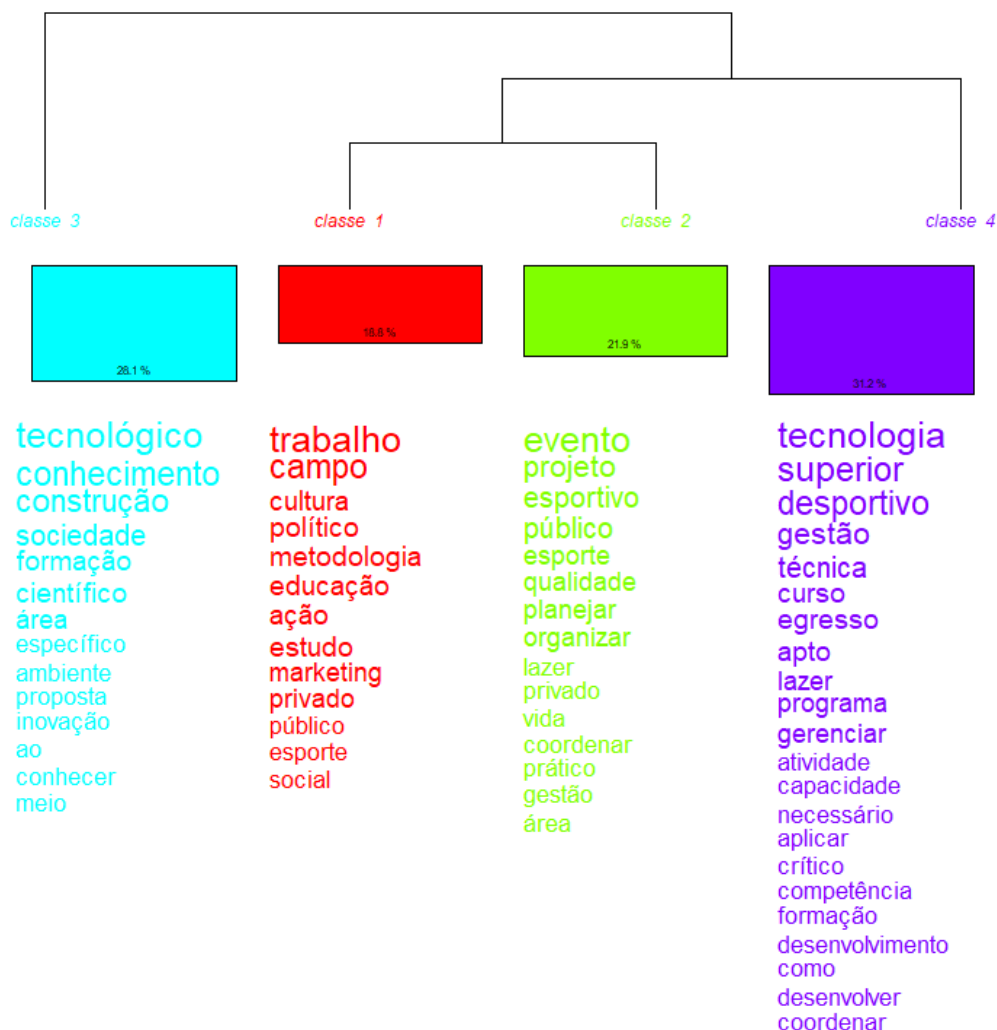 classe 3
classe 1
classe 2
classe 4
28.1 %
18.8 %
21.9 %
31.2 %
tecnológico
conhecimento
construção
sociedade
formação
científico
área
específico
ambiente
proposta
inovação
ao
conhecer
meio
trabalho
campo
cultura
político
metodologia
educação
ação
estudo
marketing
privado
público
esporte
social
evento
projeto
esportivo
público
esporte
qualidade
planejar
organizar
lazer
privado
vida
coordenar
prático
gestão
área
tecnologia
superior
desportivo
gestão
técnica
curso
egresso
apto
lazer
programa
gerenciar
atividade
capacidade
necessário
aplicar
crítico
competência
formação
desenvolvimento
como
desenvolver
coordenar